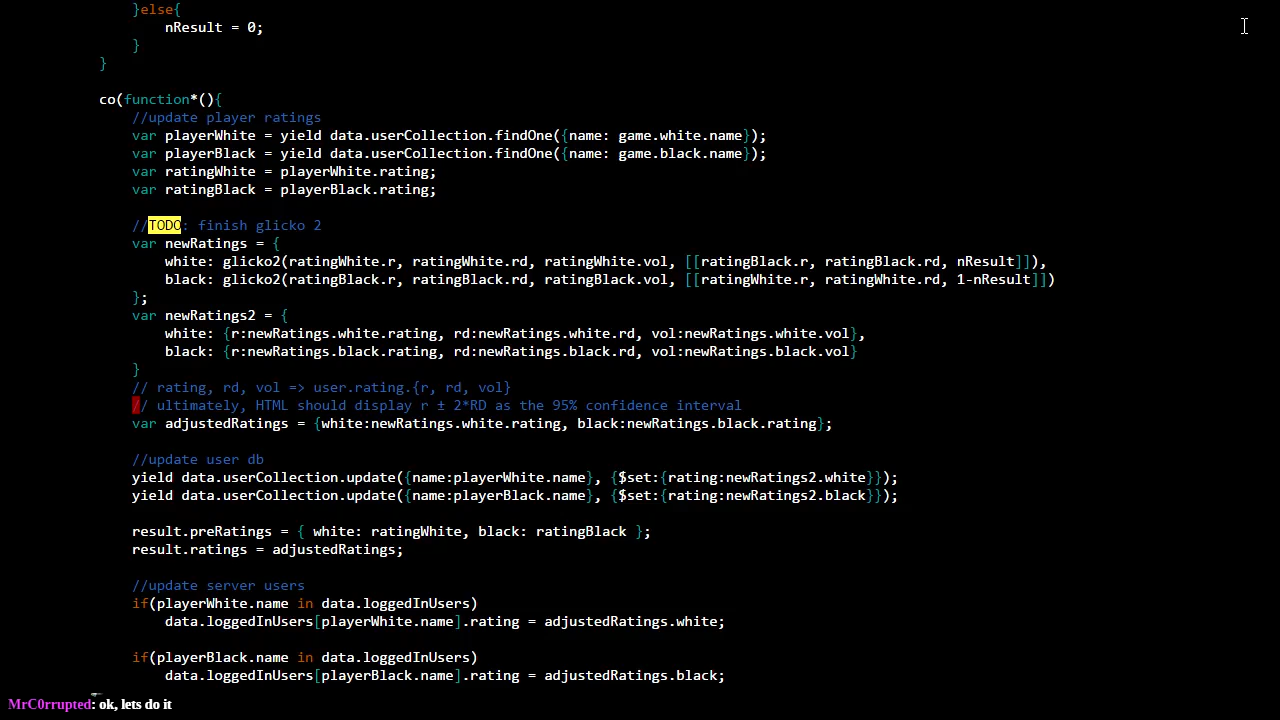 }else{
nResult = 0;
}
}
co(function*(){
//update player ratings
var playerWhite = yield data.userCollection.findOne({name: game.white.name});
var playerBlack = yield data.userCollection.findOne({name: game.black.name});
var ratingWhite = playerWhite.rating;
var ratingBlack = playerBlack.rating;
//TODO: finish glicko 2
var newRatings = {
white: glicko2(ratingWhite.r, ratingWhite.rd, ratingWhite.vol, [[ratingBlack.r, ratingBlack.rd, nResult]]),
black: glicko2(ratingBlack.r, ratingBlack.rd, ratingBlack.vol, [[ratingWhite.r, ratingWhite.rd, 1-nResult]])
};
var newRatings2 = {
white: {r:newRatings.white.rating, rd:newRatings.white.rd, vol:newRatings.white.vol},
black: {r:newRatings.black.rating, rd:newRatings.black.rd, vol:newRatings.black.vol}
}
// rating, rd, vol => user.rating.{r, rd, vol}
// ultimately, HTML should display r ± 2*RD as the 95% confidence interval
var adjustedRatings = {white:newRatings.white.rating, black:newRatings.black.rating};
//update user db
yield data.userCollection.update({name:playerWhite.name}, {$set:{rating:newRatings2.white}});
yield data.userCollection.update({name:playerBlack.name}, {$set:{rating:newRatings2.black}});
result.preRatings = { white: ratingWhite, black: ratingBlack };
result.ratings = adjustedRatings;
//update server users
if(playerWhite.name in data.loggedInUsers)
data.loggedInUsers[playerWhite.name].rating = adjustedRatings.white;
if(playerBlack.name in data.loggedInUsers)
data.loggedInUsers[playerBlack.name].rating = adjustedRatings.black;
MrC0rrupted: ok, lets do it